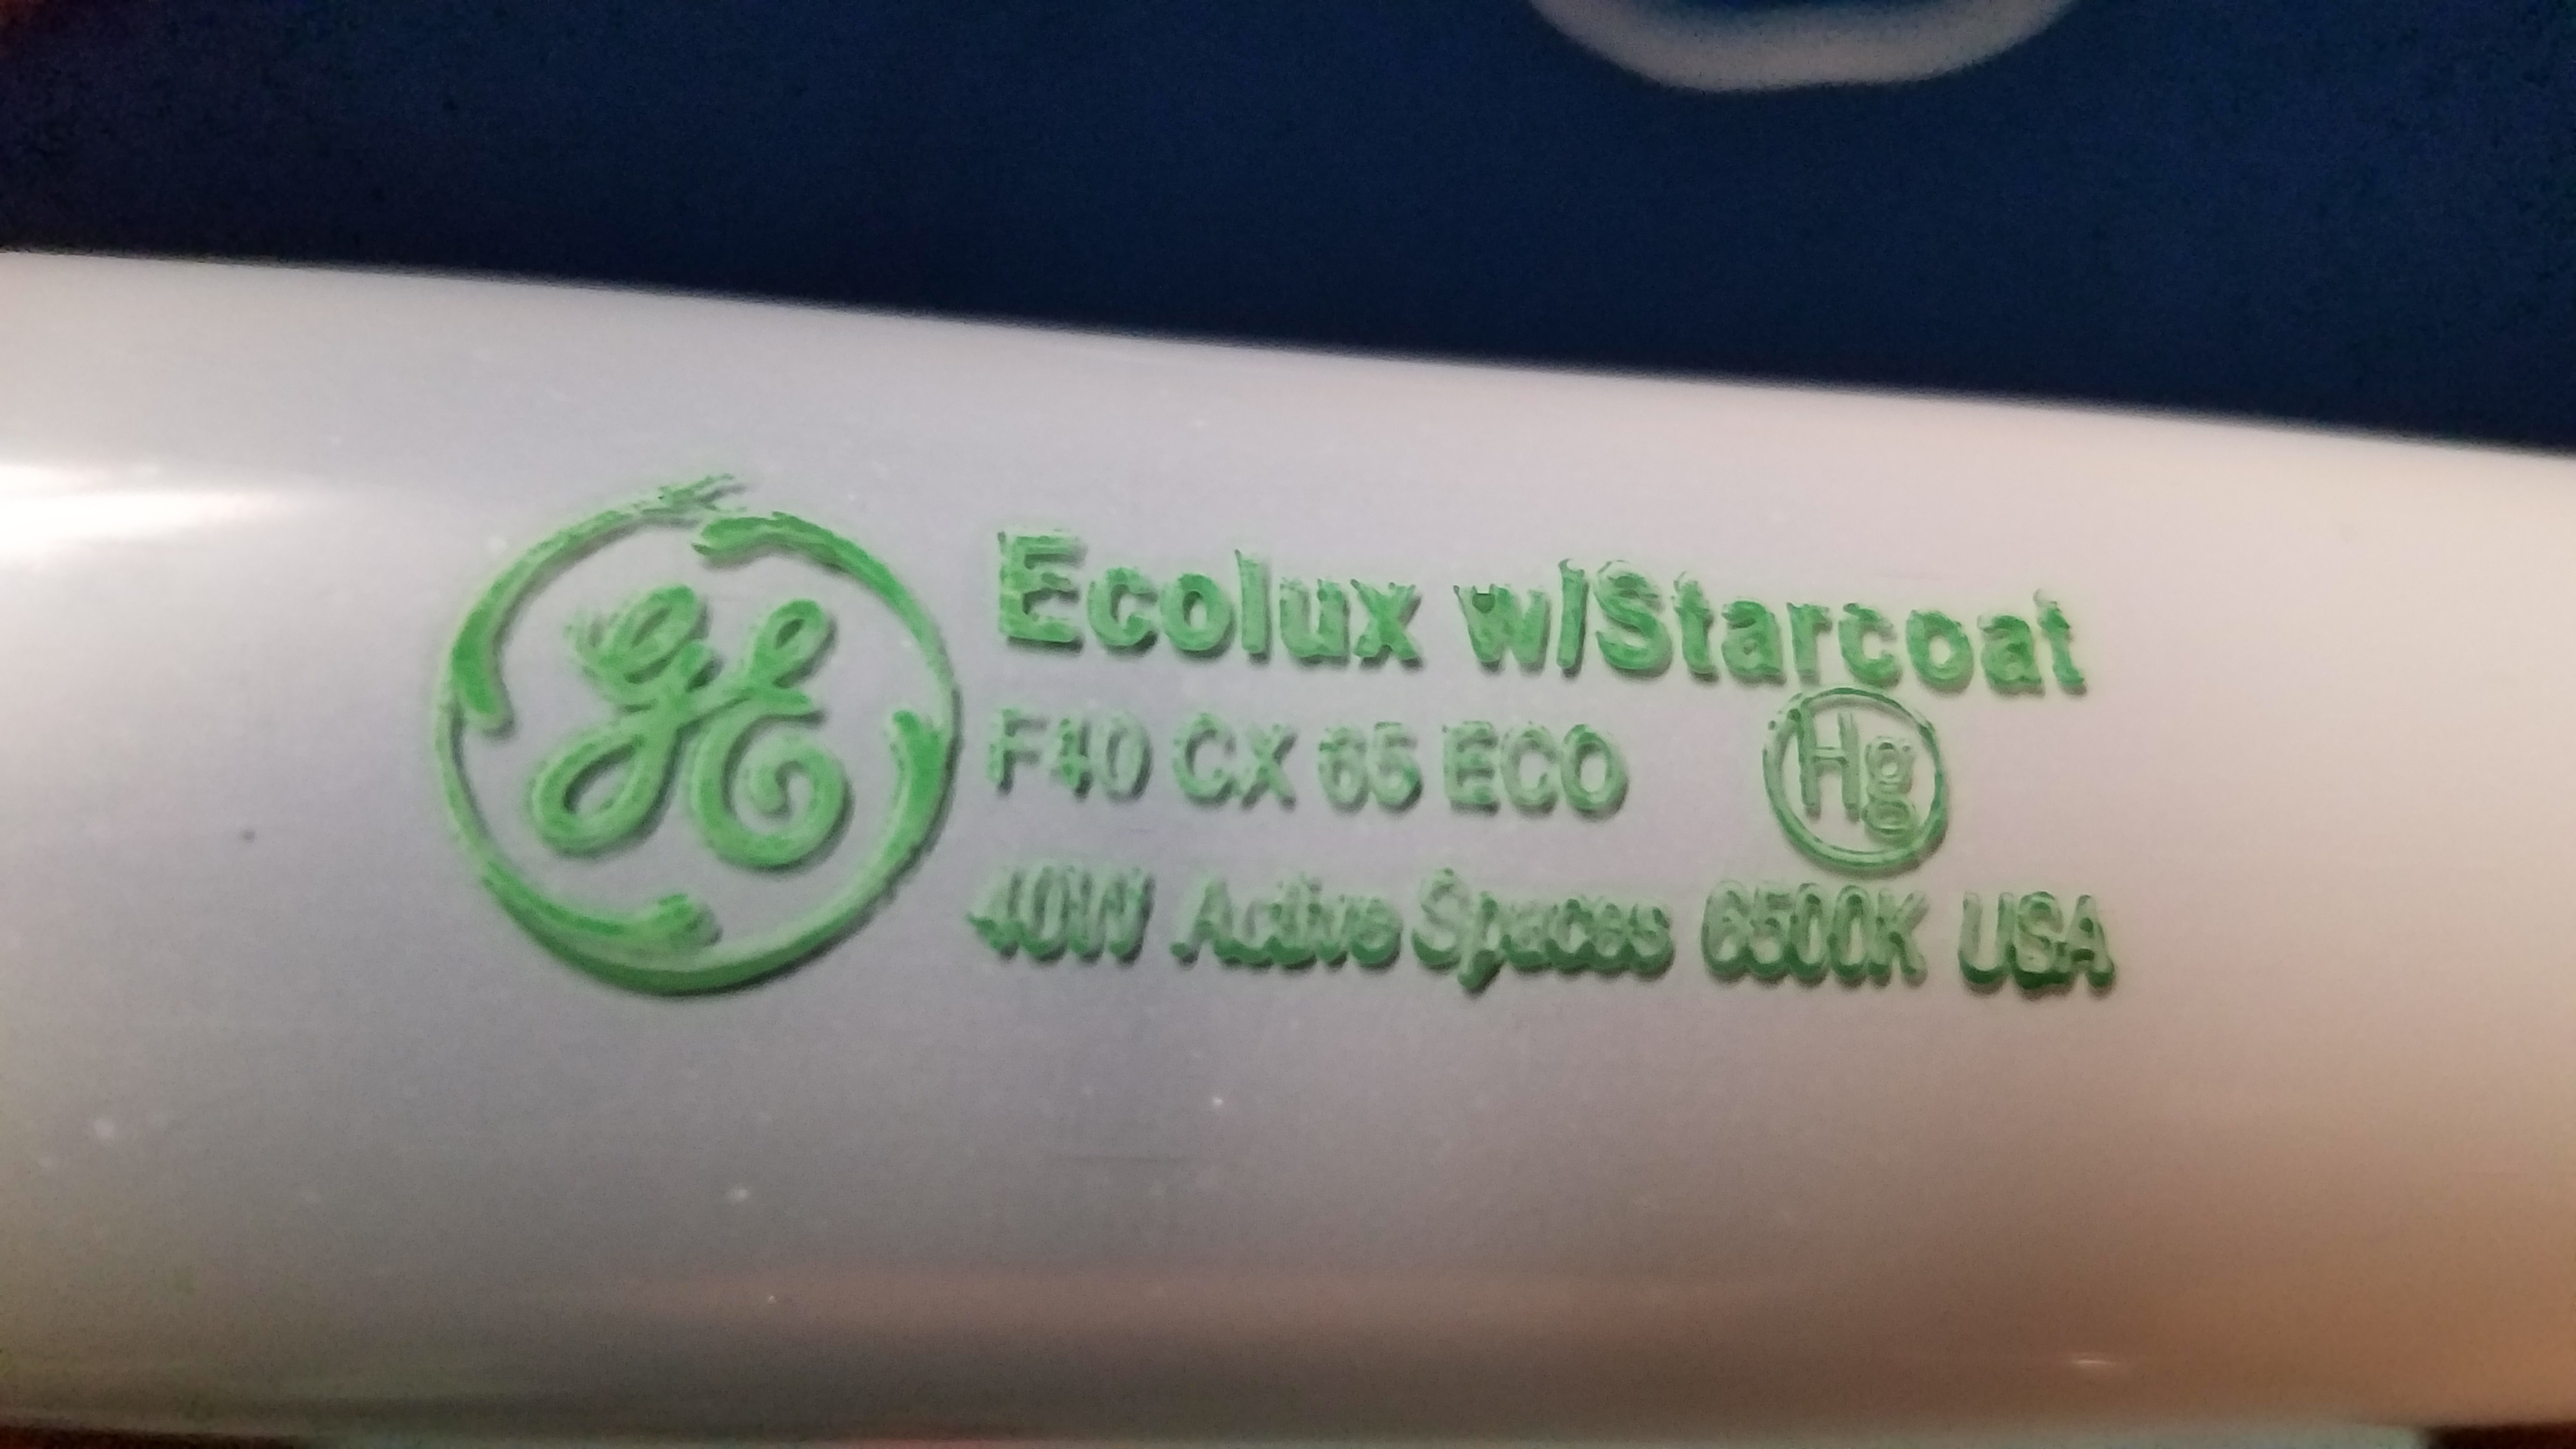 GE
Ecolux w/Starcoat
F40 CX 65 ECO
Hg
40W Active Spaces 6500K USA